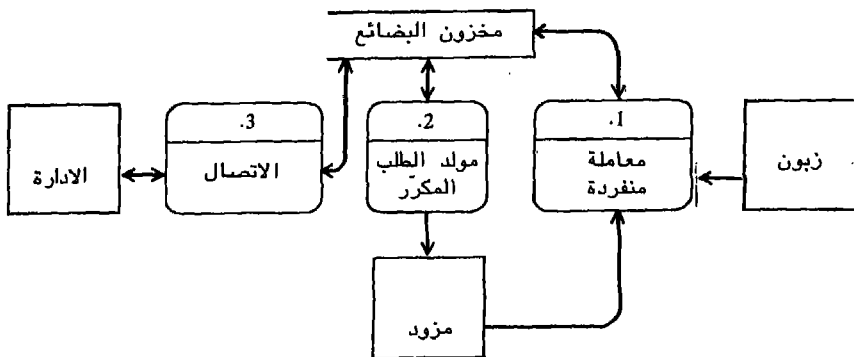 مخزون البضائع
.1
معاملة
منفردة
زبون
.2
مولد الطلب
المكرّر
.3
الاتصال
الادارة
مزود